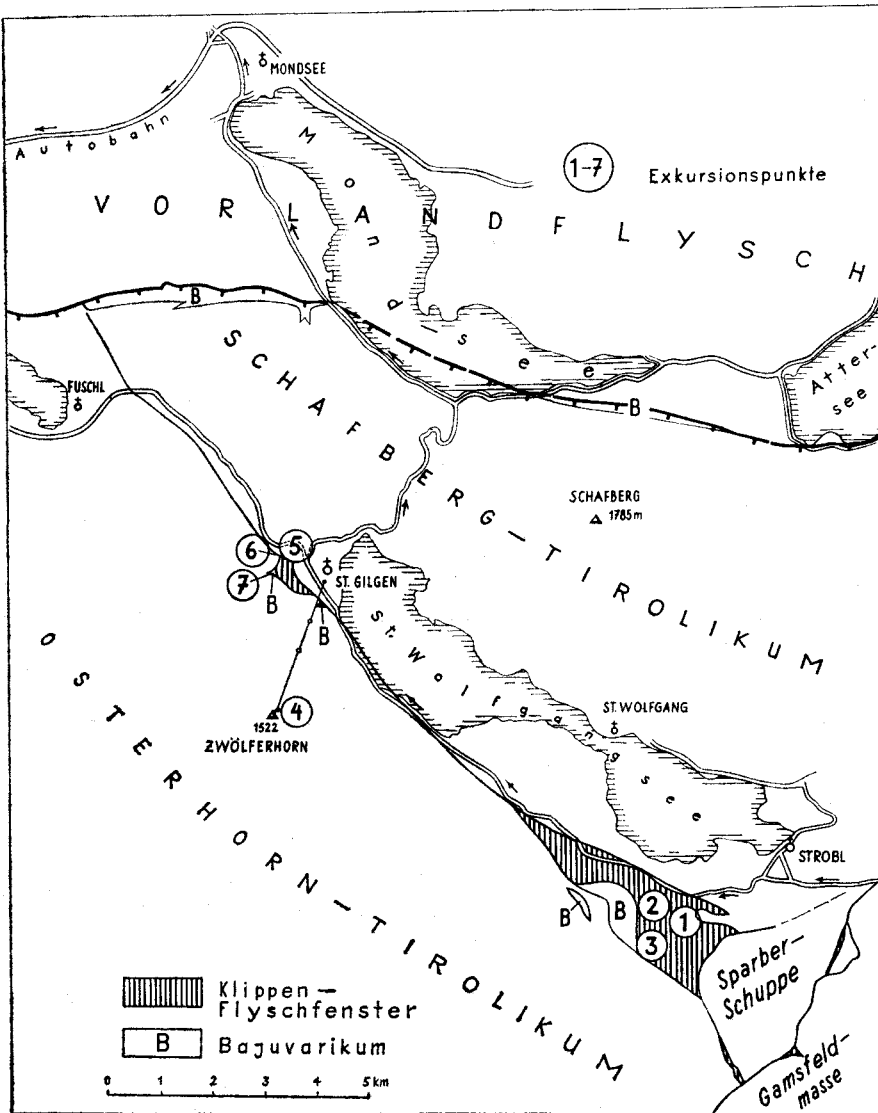 MONDSEE
Autobahn
1-7 Exkursionspunkte
VORLANDFLYSCH
Mondsee
B
SCHAFBERG-TIROLIKUM
FUSCHL
Atter-
see
B
SCHAFBERG
1785m
6
5
7
ST. GILGEN
B
B
St. Wolfgangsee
4
1522
ZWÖLFERHORN
ST. WOLFGANG
OSTERHORN-TIROLIKUM
STROBL
B
B
2
1
3
Sparber-
Schuppe
Klippen-
Flyschfenster
B Bajuvarikum
Gamsfeld-
masse
0 1 2 3 4 5 km